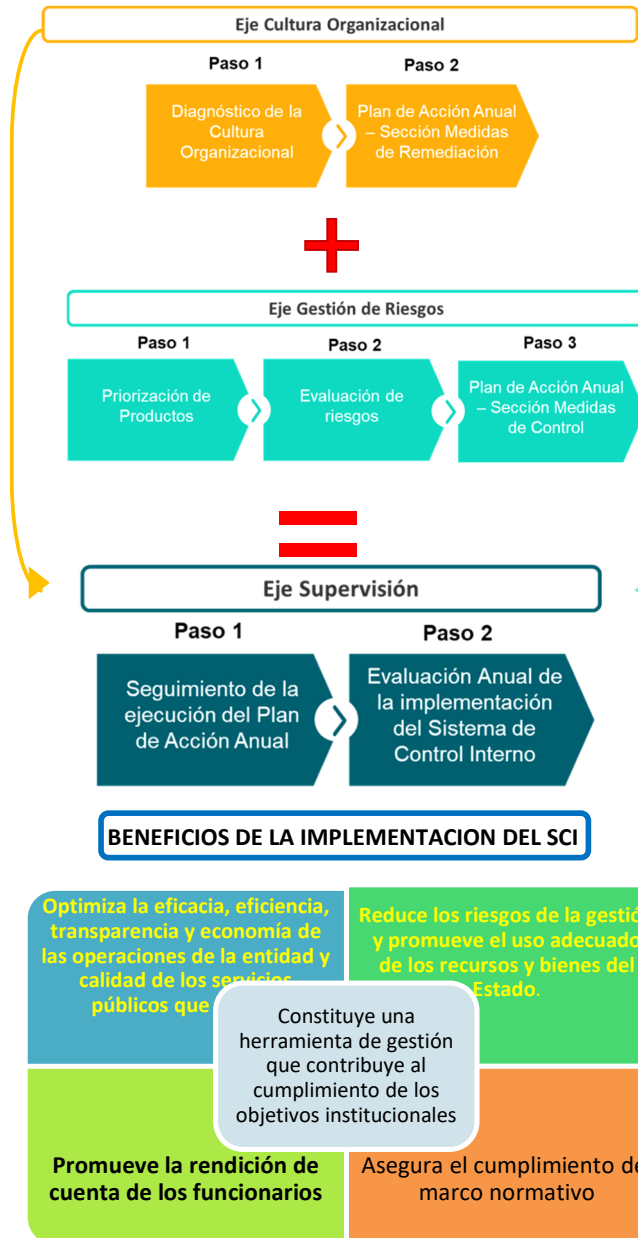 Eje Cultura Organizacional
Paso 1
Paso 2
Diagnóstico de la
Cultura
Organizacional
Plan de Acción Anual
– Sección Medidas
de Remediación
Eje Gestión de Riesgos
Paso 1
Paso 2
Paso 3
Priorización de
Productos
Evaluación de
riesgos
Plan de Acción Anual
– Sección Medidas
de Control
Eje Supervisión
Paso 1
Paso 2
Seguimiento de la
ejecución del Plan
de Acción Anual
Evaluación Anual de
la implementación
del Sistema de
Control Interno
BENEFICIOS DE LA IMPLEMENTACION DEL SCI
Optimiza la eficacia, eficiencia,
transparencia y economía de
las operaciones de la entidad y
calidad de los servicios
públicos que
Reduce los riesgos de la gestión
y promueve el uso adecuado
de los recursos y bienes del
Estado.
Constituye una
herramienta de gestión
que contribuye al
cumplimiento de los
objetivos institucionales
Promueve la rendición de
cuenta de los funcionarios
Asegura el cumplimiento de
marco normativo